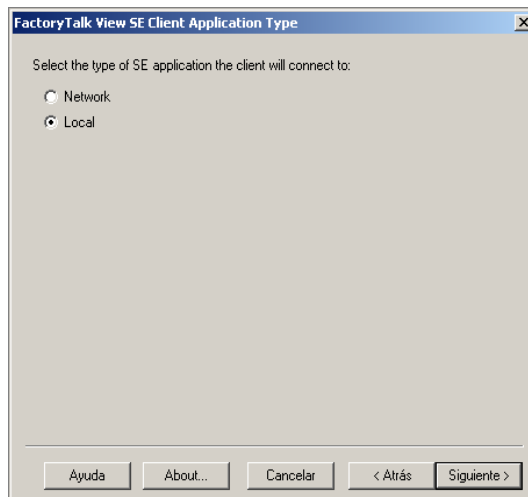 FactoryTalk View SE Client Application Type
Select the type of SE application the client will connect to:
Network
Local
Ayuda About... Cancelar < Atrás Siguiente >